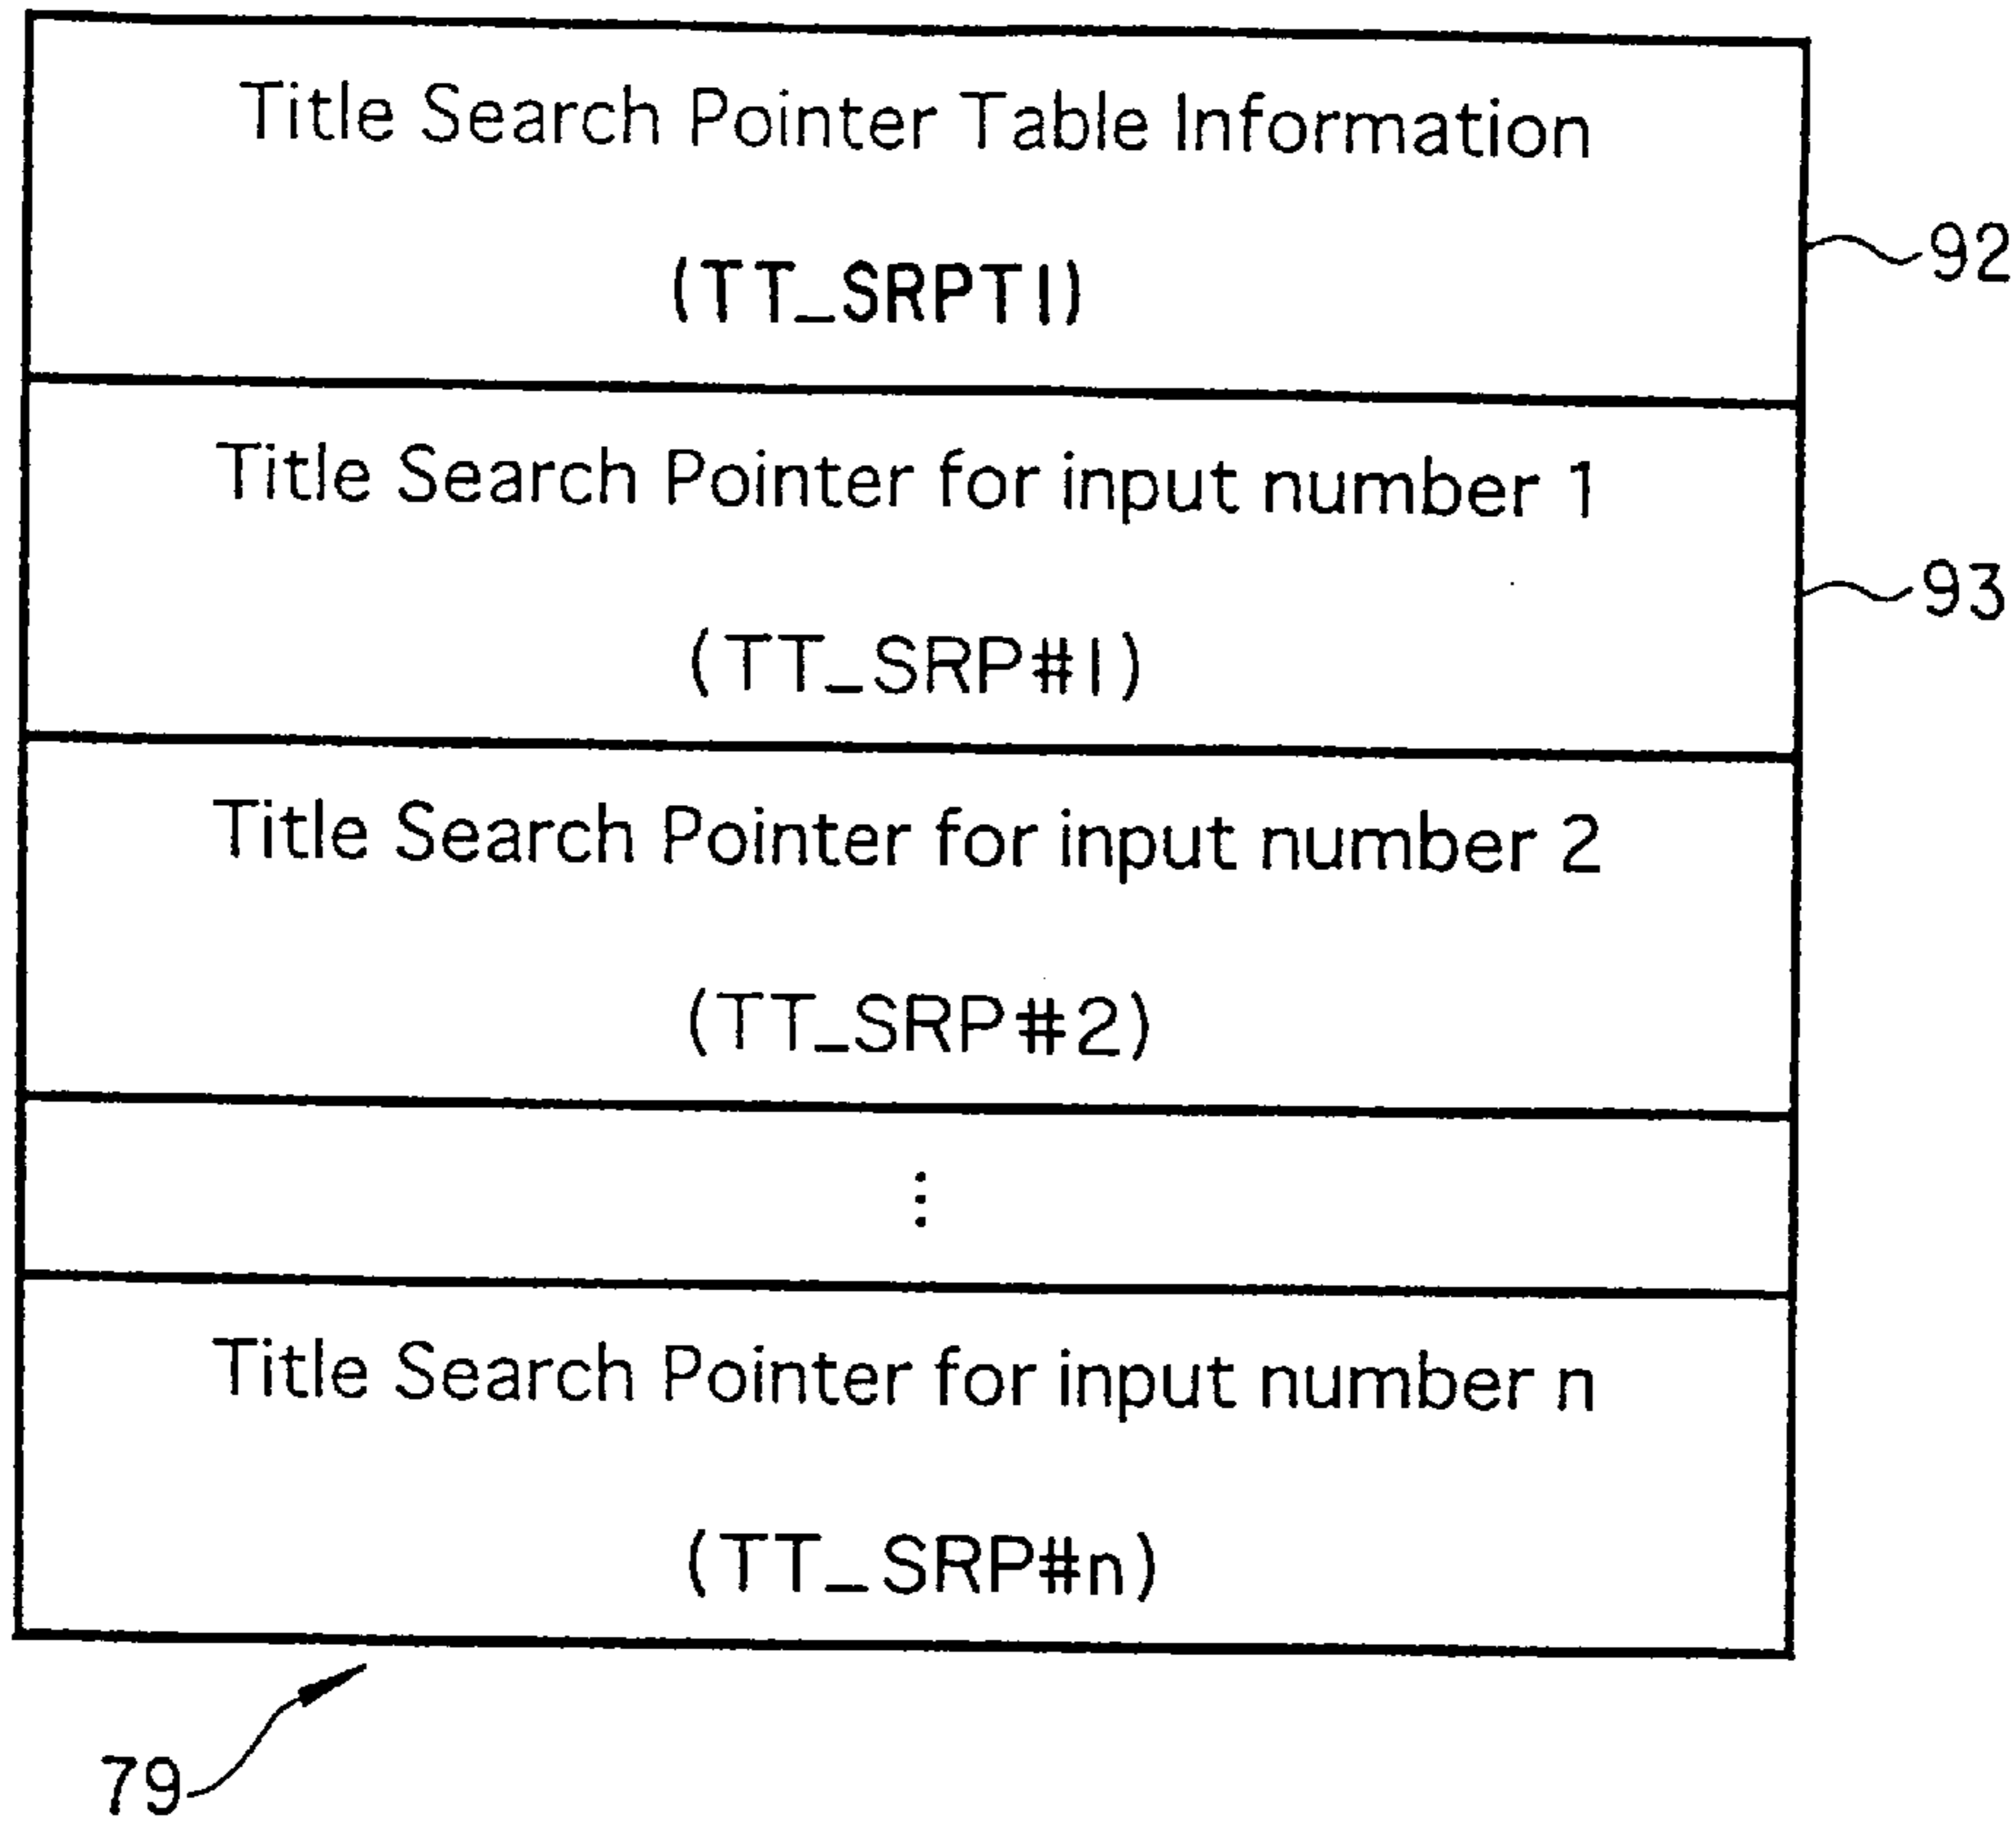 Title Search Pointer Table Information
(TT_SRPTI)
92
Title Search Pointer for input number 1
93
(TT_SRP#1)
Title Search Pointer for input number 2
(TT_SRP#2)
⋮
Title Search Pointer for input number n
(TT_SRP#n)
79